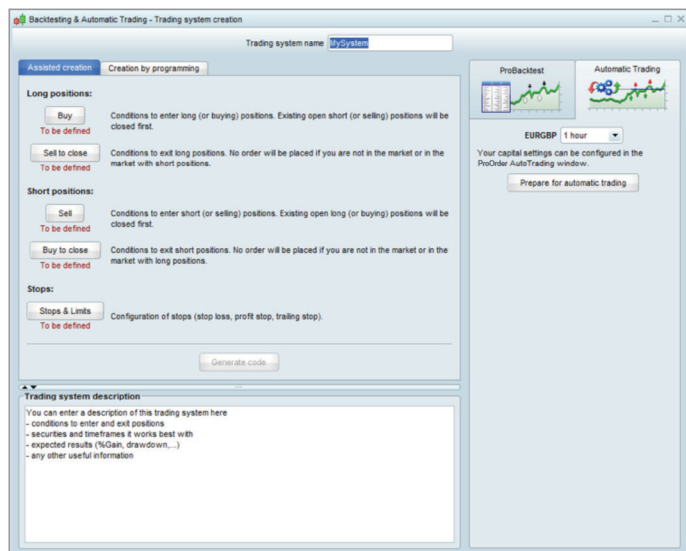 Backtesting & Automatic Trading - Trading system creation
Trading system name MySystem
Assisted creation
Creation by programming
Long positions:
Buy
To be defined
Conditions to enter long (or buying) positions. Existing open short (or selling) positions will be
closed first.
Sell to close
To be defined
Conditions to exit long positions. No order will be placed if you are not in the market or in the
market with short positions.
Short positions:
Sell
To be defined
Conditions to enter short (or selling) positions. Existing open long (or buying) positions will be
closed first.
Buy to close
To be defined
Conditions to exit short positions. No order will be placed if you are not in the market or in the
market with long positions.
Stops:
Stops & Limits
To be defined
Configuration of stops (stop loss, profit stop, trailing stop).
Generate code
Trading system description
You can enter a description of this trading system here
- conditions to enter and exit positions
- securities and timeframes it works best with
- expected results (%Gain, drawdown,...)
- any other useful information
ProBacktest
Automatic Trading
EURGBP 1 hour
Your capital settings can be configured in the
ProOrder AutoTrading window.
Prepare for automatic trading